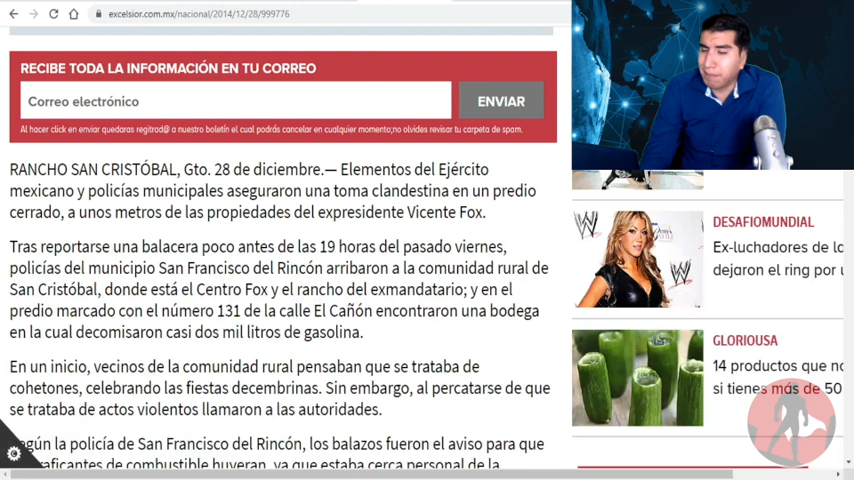 excelsior.com.mx/nacional/2014/12/28/999776
RECIBE TODA LA INFORMACIÓN EN TU CORREO
Correo electrónico
ENVIAR
Al hacer click en enviar quedaras regitrad@ a nuestro boletín el cual podrás cancelar en cualquier momento;no olvides revisar tu carpeta de spam.
RANCHO SAN CRISTÓBAL, Gto. 28 de diciembre.— Elementos del Ejército
mexicano y policías municipales aseguraron una toma clandestina en un predio
cerrado, a unos metros de las propiedades del expresidente Vicente Fox.
Tras reportarse una balacera poco antes de las 19 horas del pasado viernes,
policías del municipio San Francisco del Rincón arribaron a la comunidad rural de
San Cristóbal, donde está el Centro Fox y el rancho del exmandatario; y en el
predio marcado con el número 131 de la calle El Cañón encontraron una bodega
en la cual decomisaron casi dos mil litros de gasolina.
En un inicio, vecinos de la comunidad rural pensaban que se trataba de
cohetones, celebrando las fiestas decembrinas. Sin embargo, al percatarse de que
se trataba de actos violentos llamaron a las autoridades.
egún la policía de San Francisco del Rincón, los balazos fueron el aviso para que
traficantes de combustible huyeran, ya que estaba cerca personal de la
DESAFIOMUNDIAL
Ex-luchadores de la
dejaron el ring por
GLORIOUSA
14 productos que no
si tienes más de 50